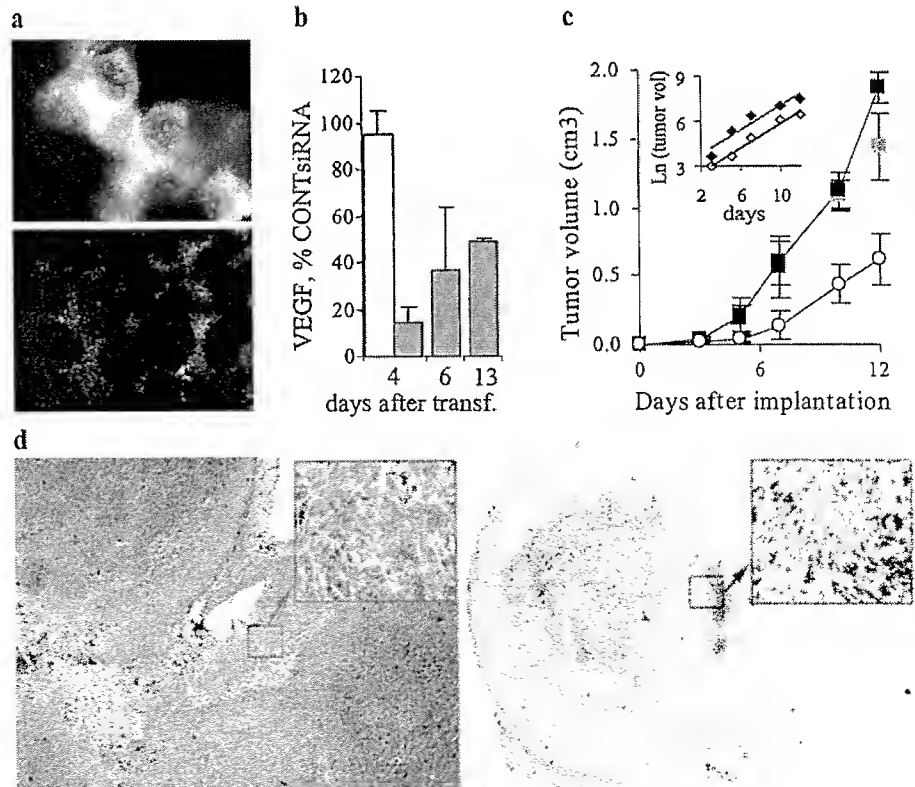 a
b
c
VEGF, % CONTsiRNA
120
100
80
60
40
20
0
4 6 13
days after transf.
Tumor volume (cm3)
2.0
1.5
1.0
0.5
0.0
0 6 12
Days after implantation
Ln (tumor vol)
9
6
3
2 6 10
days
d